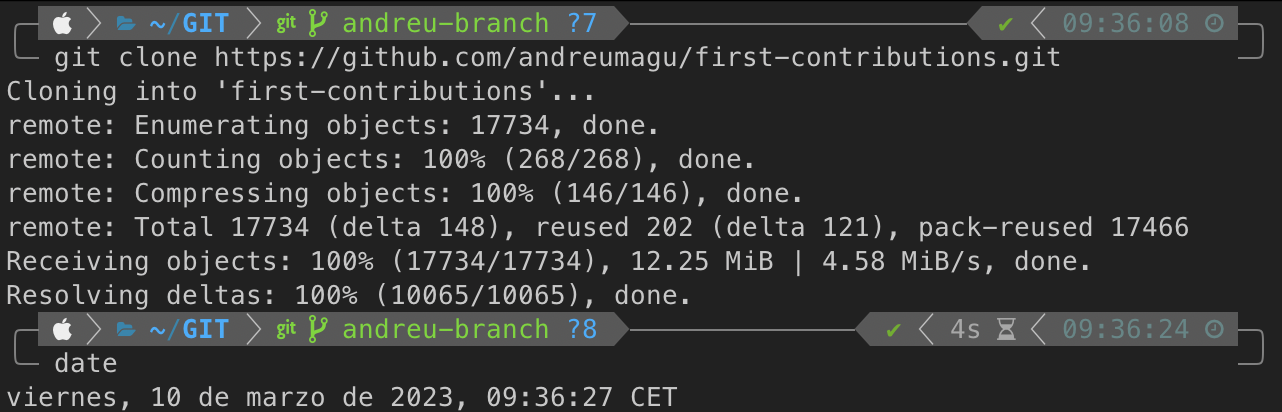 ~/GIT git andreu-branch ?7 ✔ 09:36:08
git clone https://github.com/andreumagu/first-contributions.git
Cloning into 'first-contributions'...
remote: Enumerating objects: 17734, done.
remote: Counting objects: 100% (268/268), done.
remote: Compressing objects: 100% (146/146), done.
remote: Total 17734 (delta 148), reused 202 (delta 121), pack-reused 17466
Receiving objects: 100% (17734/17734), 12.25 MiB | 4.58 MiB/s, done.
Resolving deltas: 100% (10065/10065), done.
~/GIT git andreu-branch ?8 ✔ 4s 09:36:24
date
viernes, 10 de marzo de 2023, 09:36:27 CET